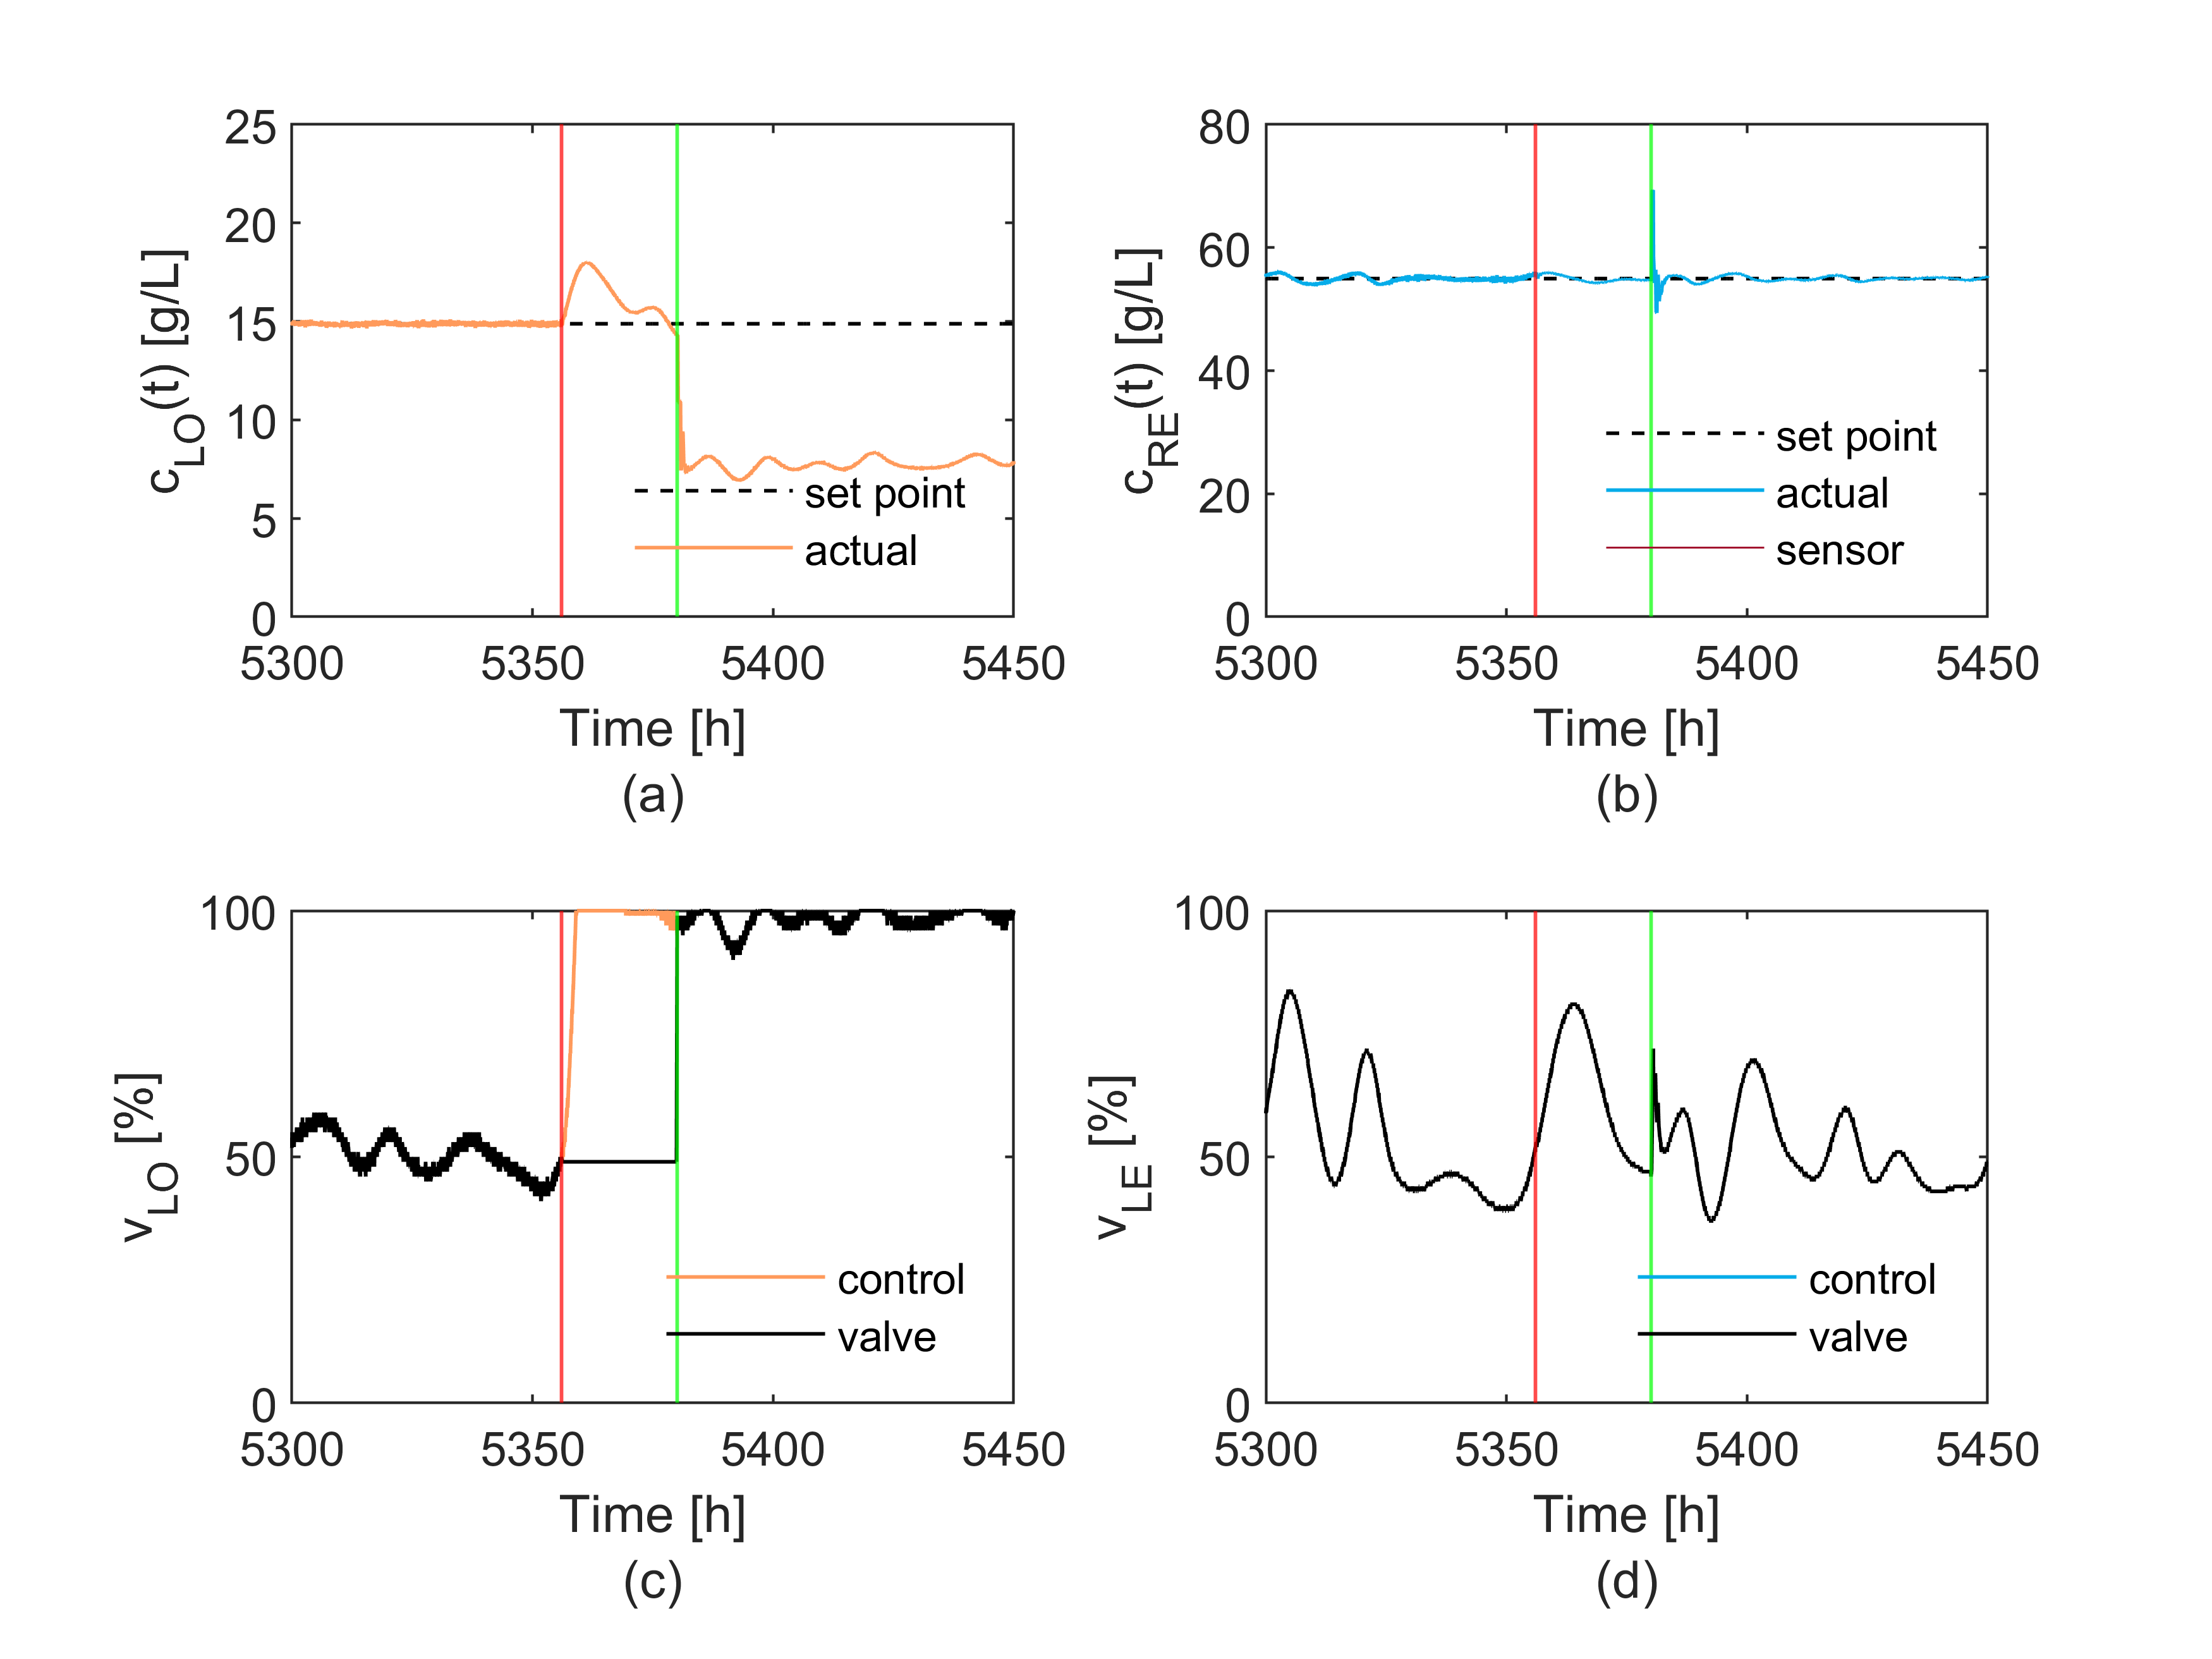 25
20
15
10
5
0
c_LO(t) [g/L]
set point
actual
5300 5350 5400 5450
Time [h]
(a)
80
60
40
20
0
c_RE(t) [g/L]
set point
actual
sensor
5300 5350 5400 5450
Time [h]
(b)
100
50
0
v_LO [%]
control
valve
5300 5350 5400 5450
Time [h]
(c)
100
50
0
v_LE [%]
control
valve
5300 5350 5400 5450
Time [h]
(d)